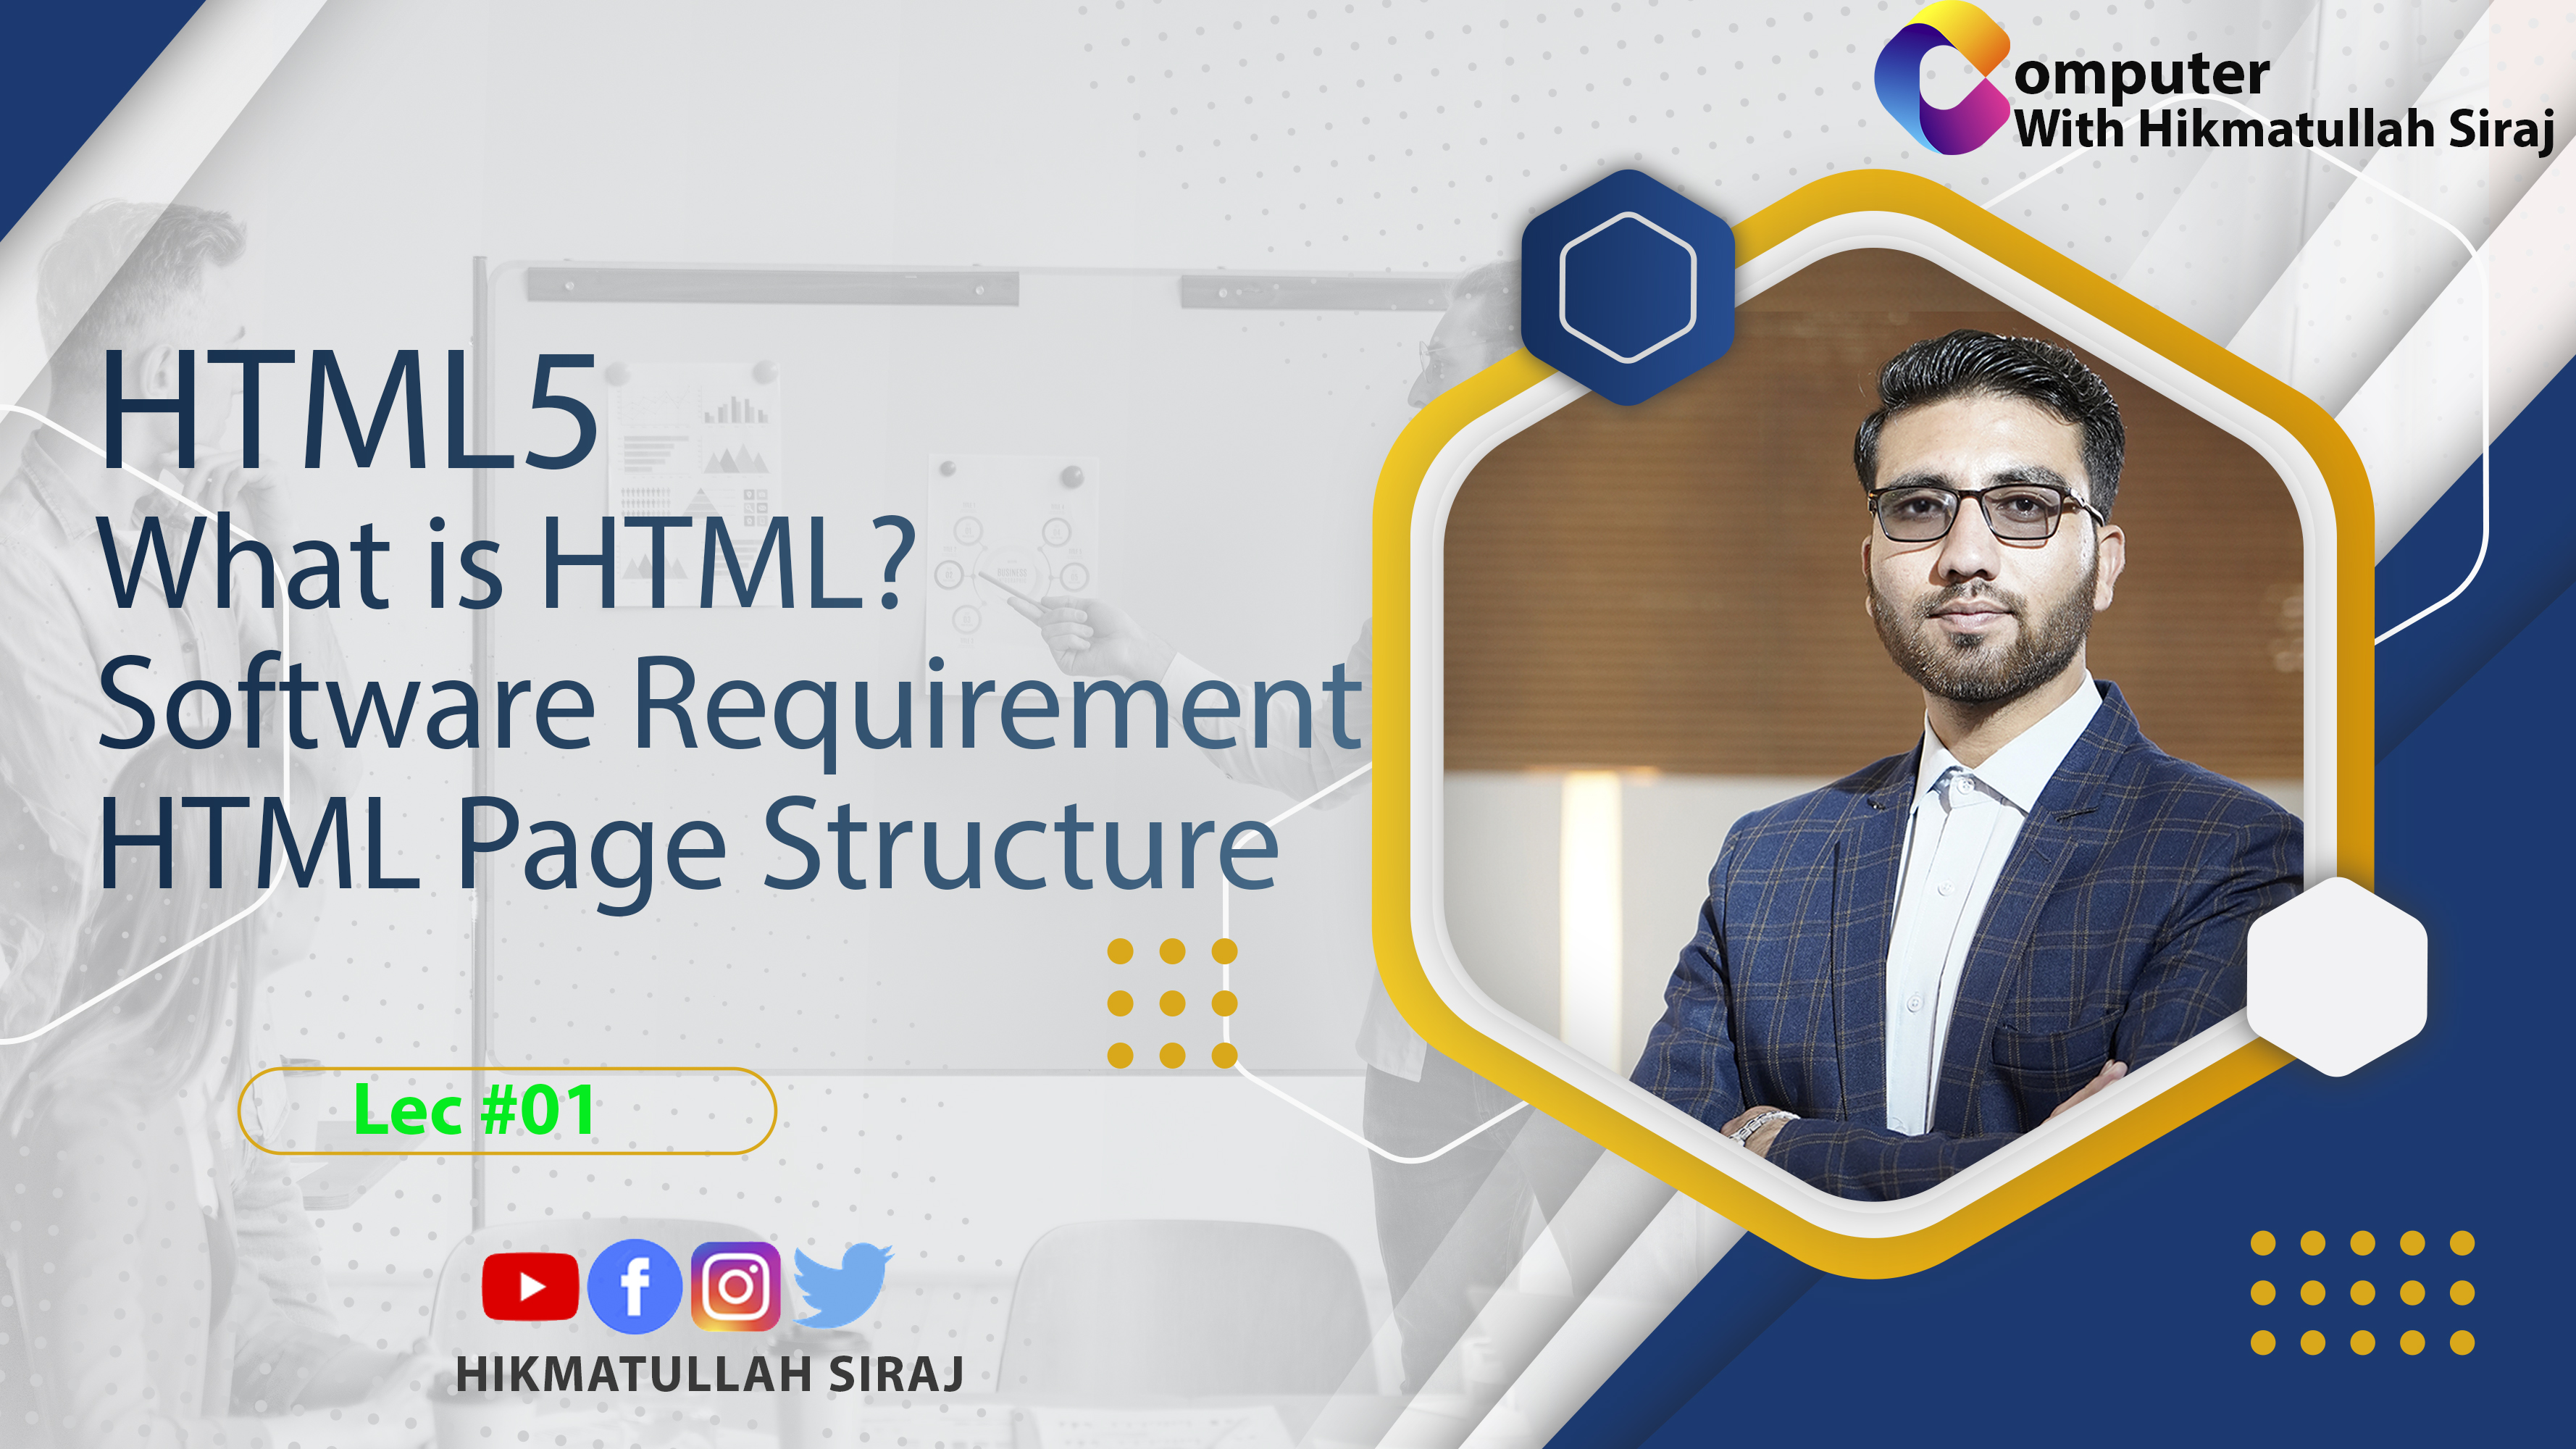 omputer
With Hikmatullah Siraj
HTML5
What is HTML?
Software Requirement
HTML Page Structure
Lec #01
HIKMATULLAH SIRAJ